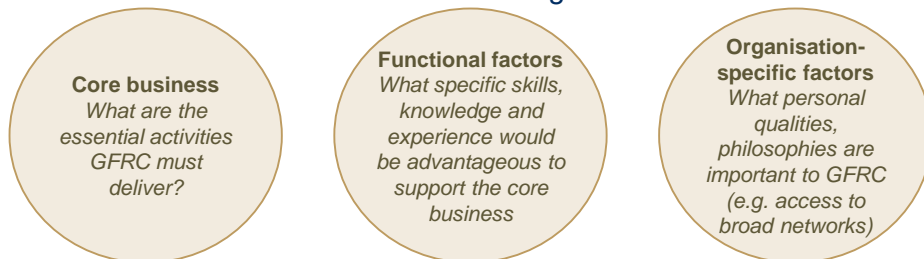 Core business
What are the
essential activities
GFRC must
deliver?
Functional factors
What specific skills,
knowledge and
experience would
be advantageous to
support the core
business
Organisation-
specific factors
What personal
qualities,
philosophies are
important to GFRC
(e.g. access to
broad networks)